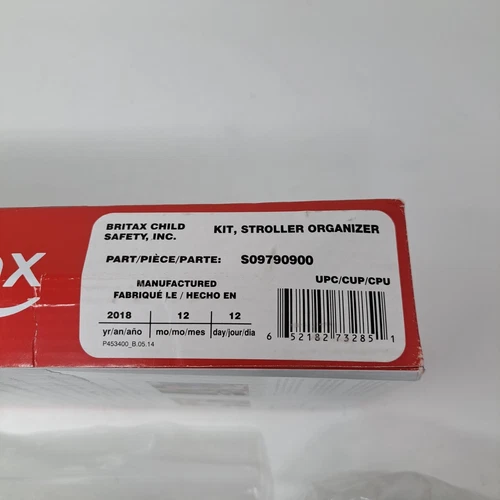 ax
BRITAX CHILD SAFETY, INC.
KIT, STROLLER ORGANIZER
PART/PIÈCE/PARTE: S09790900
MANUFACTURED
FABRIQUÉ LE / HECHO EN
2018 12 12
yr/an/año mo/mo/mes day/jour/dia
P453400_B.05.14
UPC/CUP/CPU
6 52182 73285 1